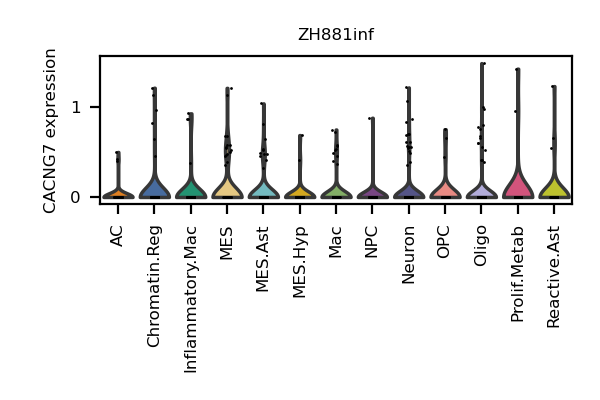 ZH881inf
CACNG7 expression
1
0
AC
Chromatin.Reg
Inflammatory.Mac
MES
MES.Ast
MES.Hyp
Mac
NPC
Neuron
OPC
Oligo
Prolif.Metab
Reactive.Ast